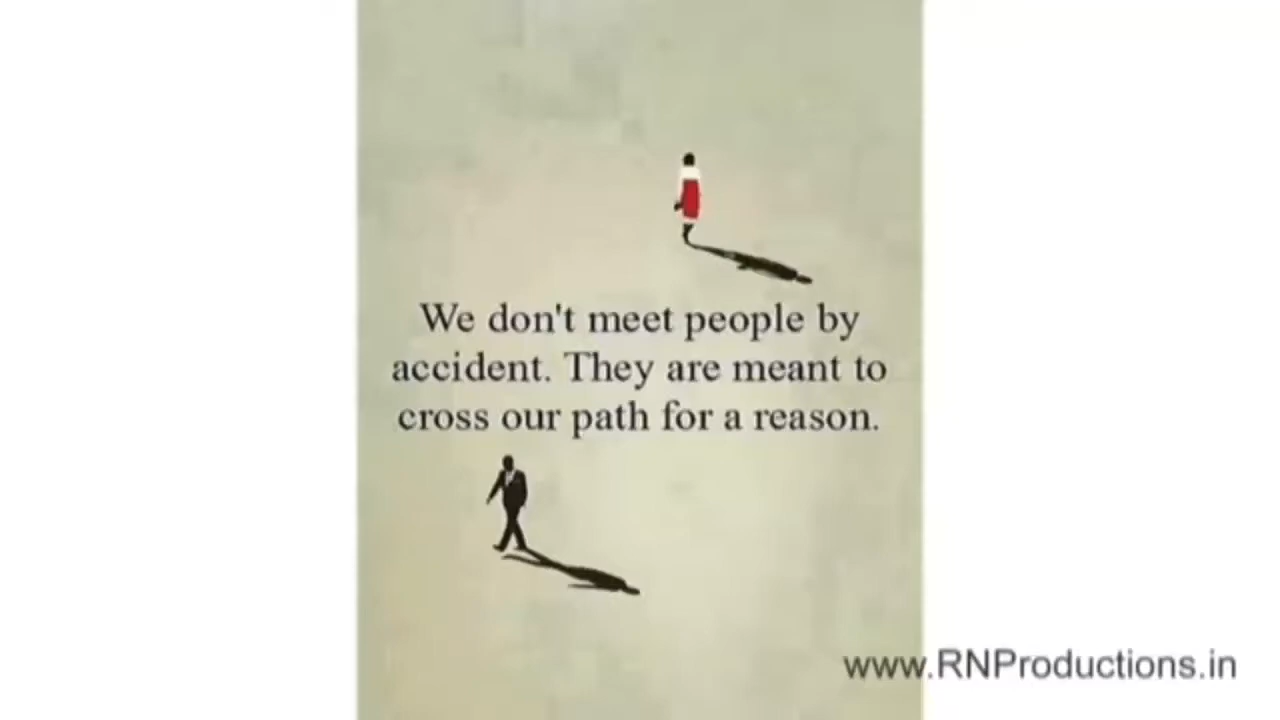 We don't meet people by
accident. They are meant to
cross our path for a reason.
www.RNProductions.in